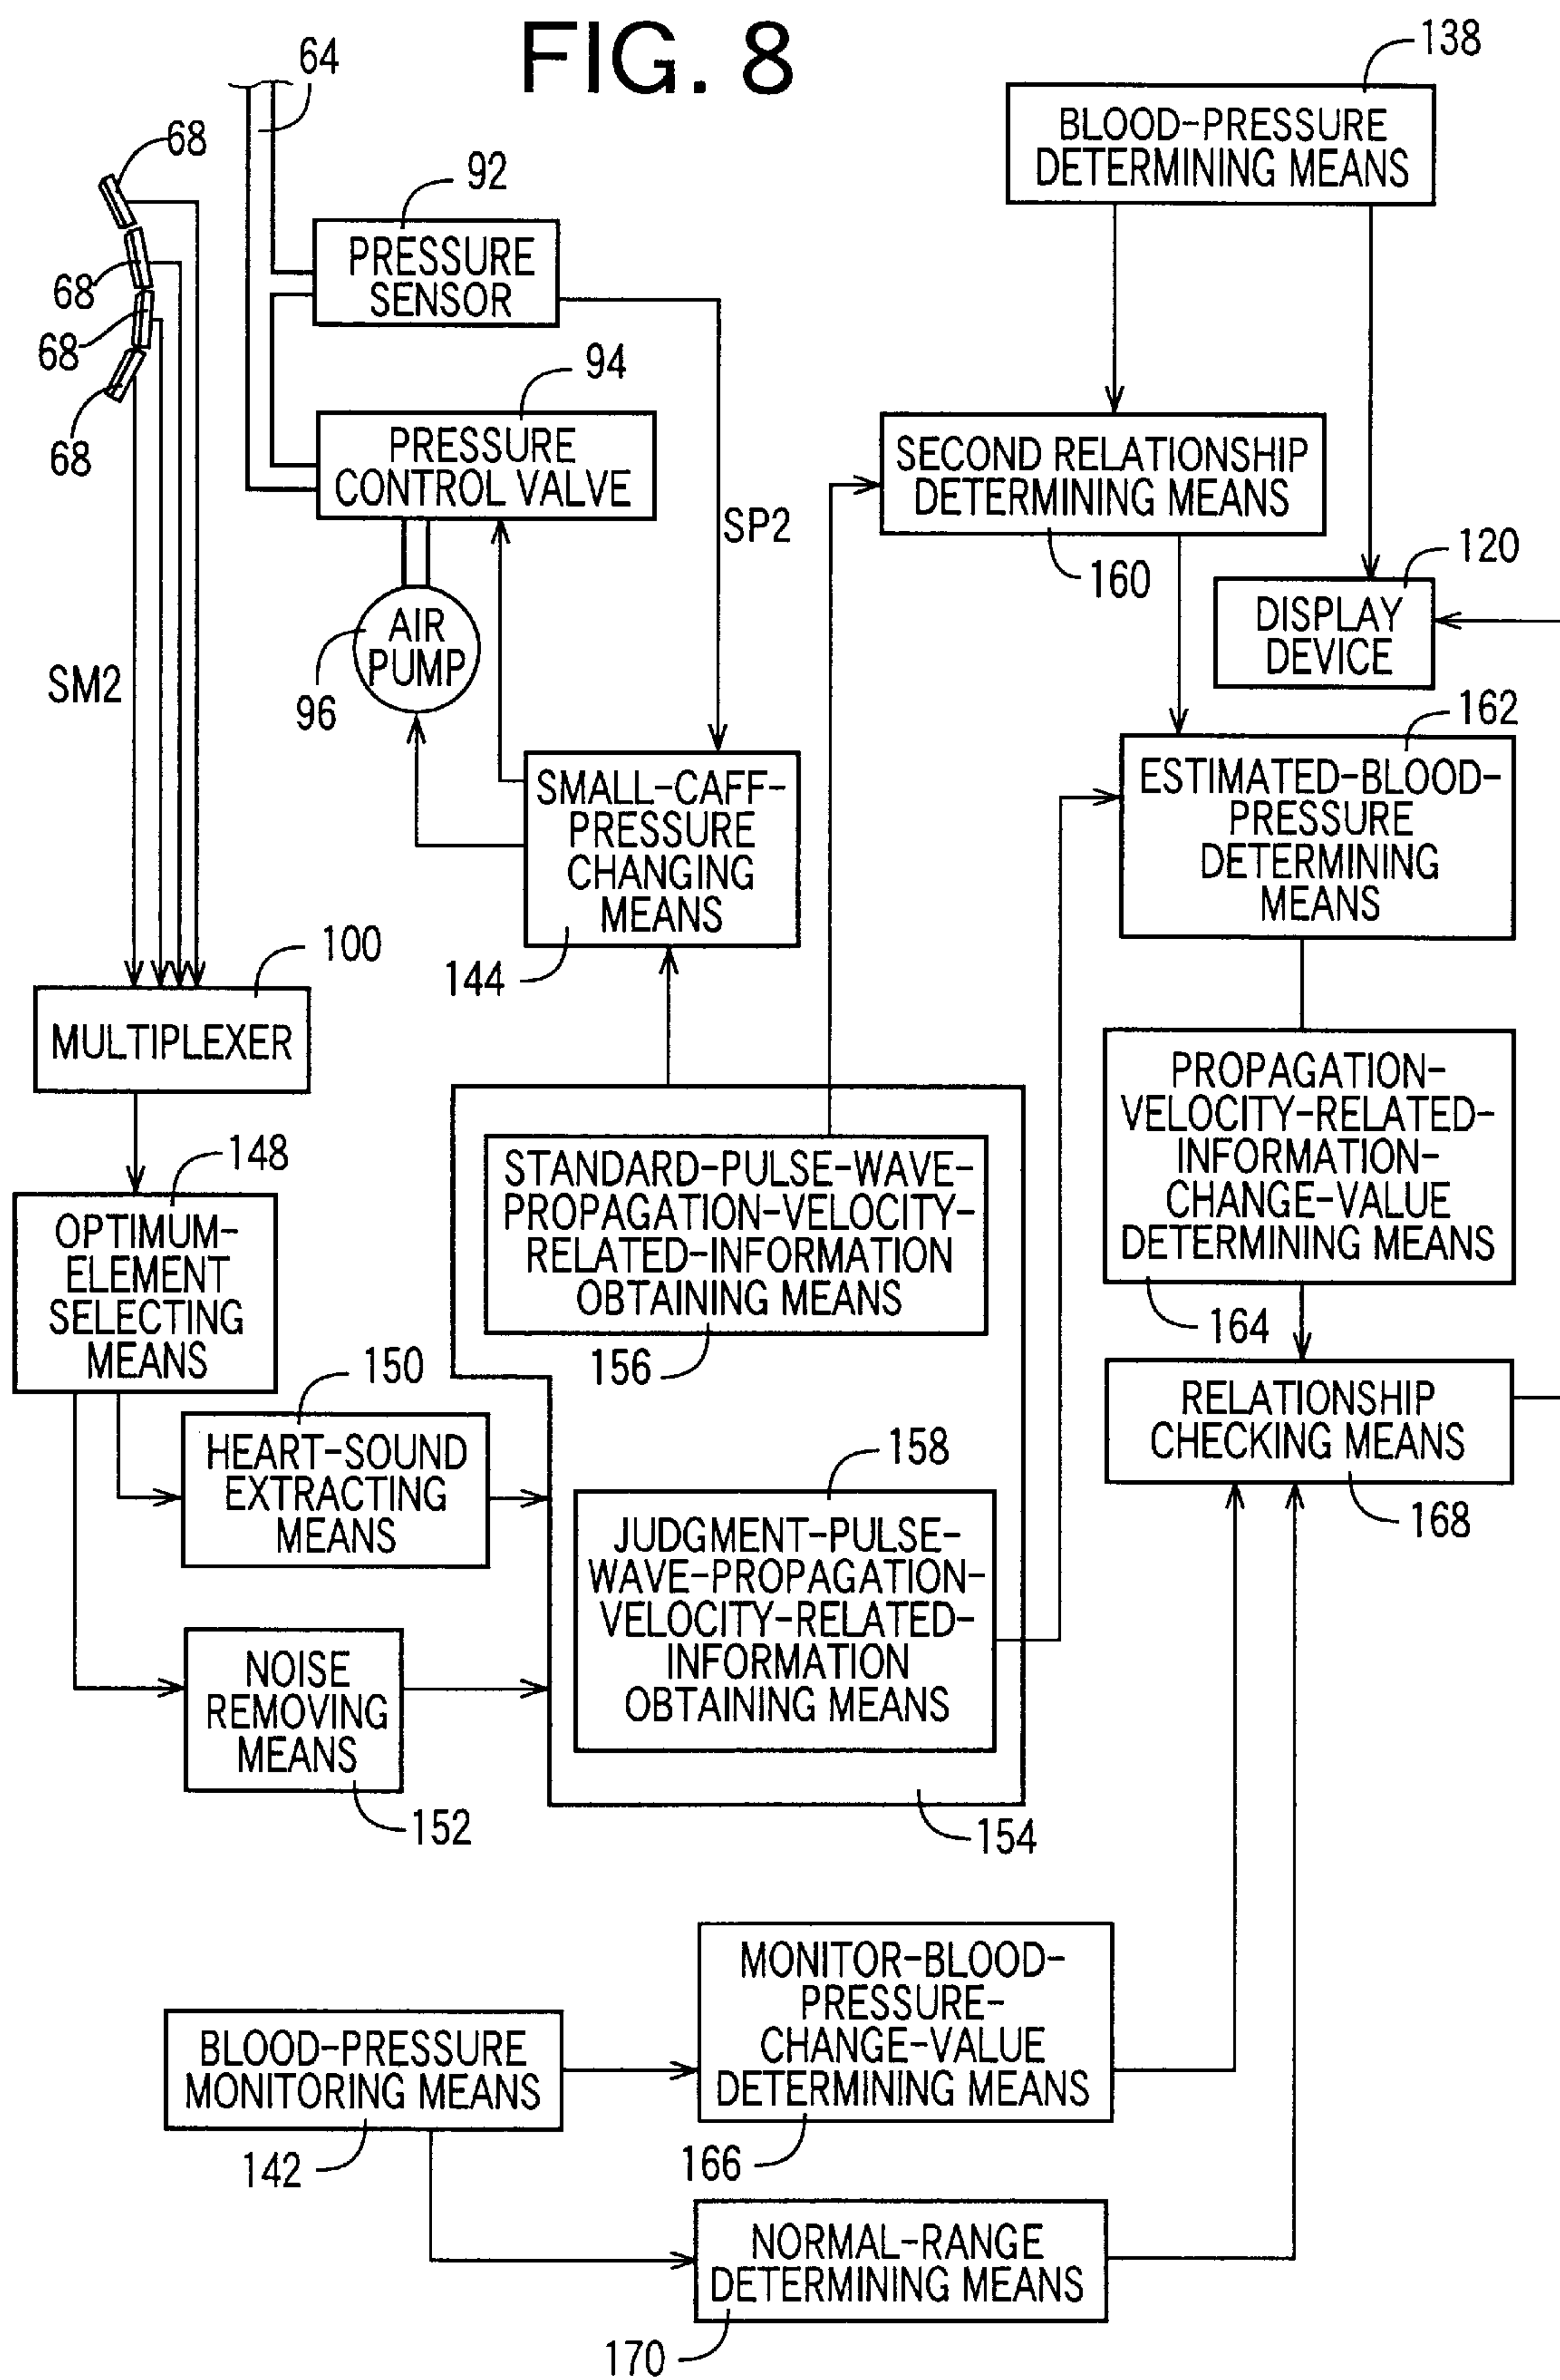 FIG. 8
64
138
68
BLOOD-PRESSURE
DETERMINING MEANS
92
PRESSURE
SENSOR
68
68
68
94
PRESSURE
CONTROL VALVE
SECOND RELATIONSHIP
DETERMINING MEANS
160
SP2
120
DISPLAY
DEVICE
AIR
PUMP
96
SM2
162
ESTIMATED-BLOOD-
PRESSURE
DETERMINING
MEANS
SMALL-CAFF-
PRESSURE
CHANGING
MEANS
144
100
MULTIPLEXER
PROPAGATION-
VELOCITY-RELATED-
INFORMATION-
CHANGE-VALUE
DETERMINING MEANS
164
148
OPTIMUM-
ELEMENT
SELECTING
MEANS
STANDARD-PULSE-WAVE-
PROPAGATION-VELOCITY-
RELATED-INFORMATION
OBTAINING MEANS
156
150
HEART-SOUND
EXTRACTING
MEANS
RELATIONSHIP
CHECKING MEANS
168
158
JUDGMENT-PULSE-
WAVE-PROPAGATION-
VELOCITY-RELATED-
INFORMATION
OBTAINING MEANS
NOISE
REMOVING
MEANS
152
154
MONITOR-BLOOD-
PRESSURE-
CHANGE-VALUE
DETERMINING MEANS
166
BLOOD-PRESSURE
MONITORING MEANS
142
NORMAL-RANGE
DETERMINING MEANS
170